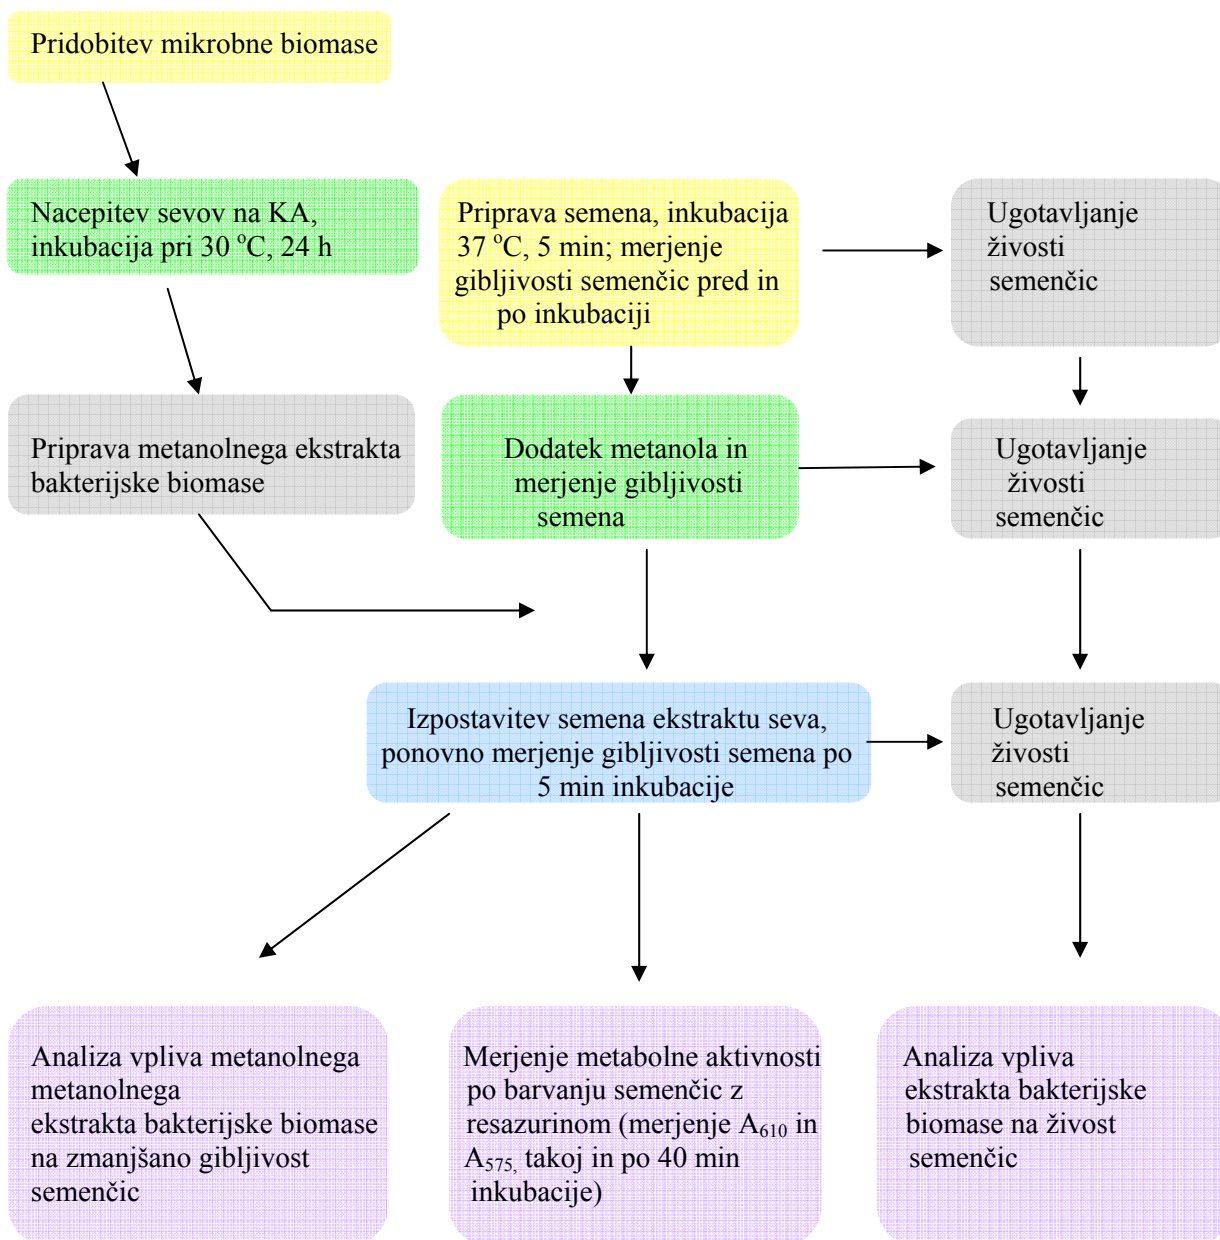 Pridobitev mikrobne biomase
Nacepitev sevov na KA,
inkubacija pri 30 °C, 24 h
Priprava semena, inkubacija
37 °C, 5 min; merjenje
gibljivosti semenčic pred in
po inkubaciji
Ugotavljanje
živosti
semenčic
Priprava metanolnega ekstrakta
bakterijske biomase
Dodatek metanola in
merjenje gibljivosti
semena
Ugotavljanje
živosti
semenčic
Izpostavitev semena ekstraktu seva,
ponovno merjenje gibljivosti semena po
5 min inkubacije
Ugotavljanje
živosti
semenčic
Analiza vpliva metanolnega
metanolnega
ekstrakta bakterijske biomase
na zmanjšano gibljivost
semenčic
Merjenje metabolne aktivnosti
po barvanju semenčic z
resazurinom (merjenje A₆₁₀ in
A₅₇₅, takoj in po 40 min
inkubacije)
Analiza vpliva
ekstrakta bakterijske
biomase na živost
semenčic